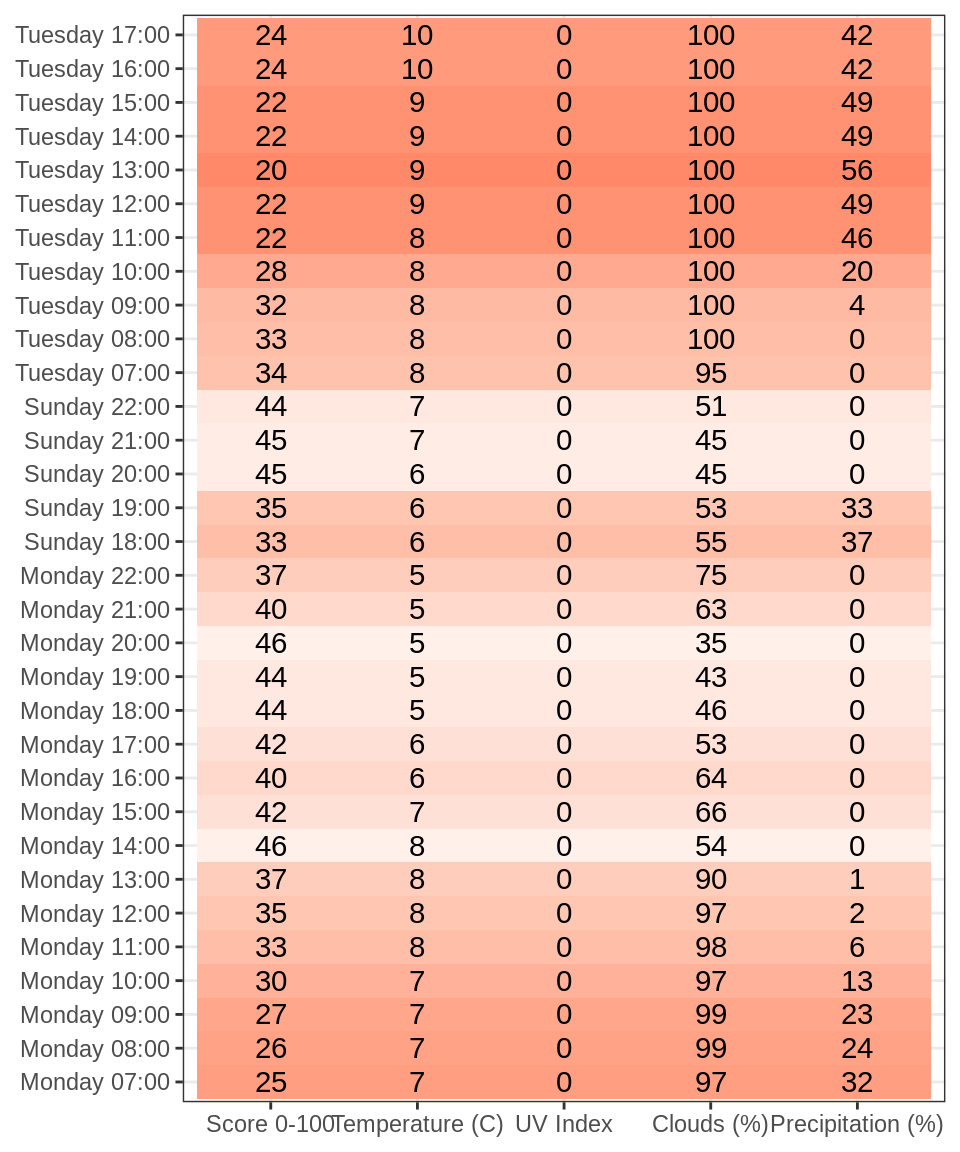 Tuesday 17:00 24 10 0 100 42
Tuesday 16:00 24 10 0 100 42
Tuesday 15:00 22 9 0 100 49
Tuesday 14:00 22 9 0 100 49
Tuesday 13:00 20 9 0 100 56
Tuesday 12:00 22 9 0 100 49
Tuesday 11:00 22 8 0 100 46
Tuesday 10:00 28 8 0 100 20
Tuesday 09:00 32 8 0 100 4
Tuesday 08:00 33 8 0 100 0
Tuesday 07:00 34 8 0 95 0
Sunday 22:00 44 7 0 51 0
Sunday 21:00 45 7 0 45 0
Sunday 20:00 45 6 0 45 0
Sunday 19:00 35 6 0 53 33
Sunday 18:00 33 6 0 55 37
Monday 22:00 37 5 0 75 0
Monday 21:00 40 5 0 63 0
Monday 20:00 46 5 0 35 0
Monday 19:00 44 5 0 43 0
Monday 18:00 44 5 0 46 0
Monday 17:00 42 6 0 53 0
Monday 16:00 40 6 0 64 0
Monday 15:00 42 7 0 66 0
Monday 14:00 46 8 0 54 0
Monday 13:00 37 8 0 90 1
Monday 12:00 35 8 0 97 2
Monday 11:00 33 8 0 98 6
Monday 10:00 30 7 0 97 13
Monday 09:00 27 7 0 99 23
Monday 08:00 26 7 0 99 24
Monday 07:00 25 7 0 97 32
Score 0-100 Temperature (C) UV Index Clouds (%) Precipitation (%)